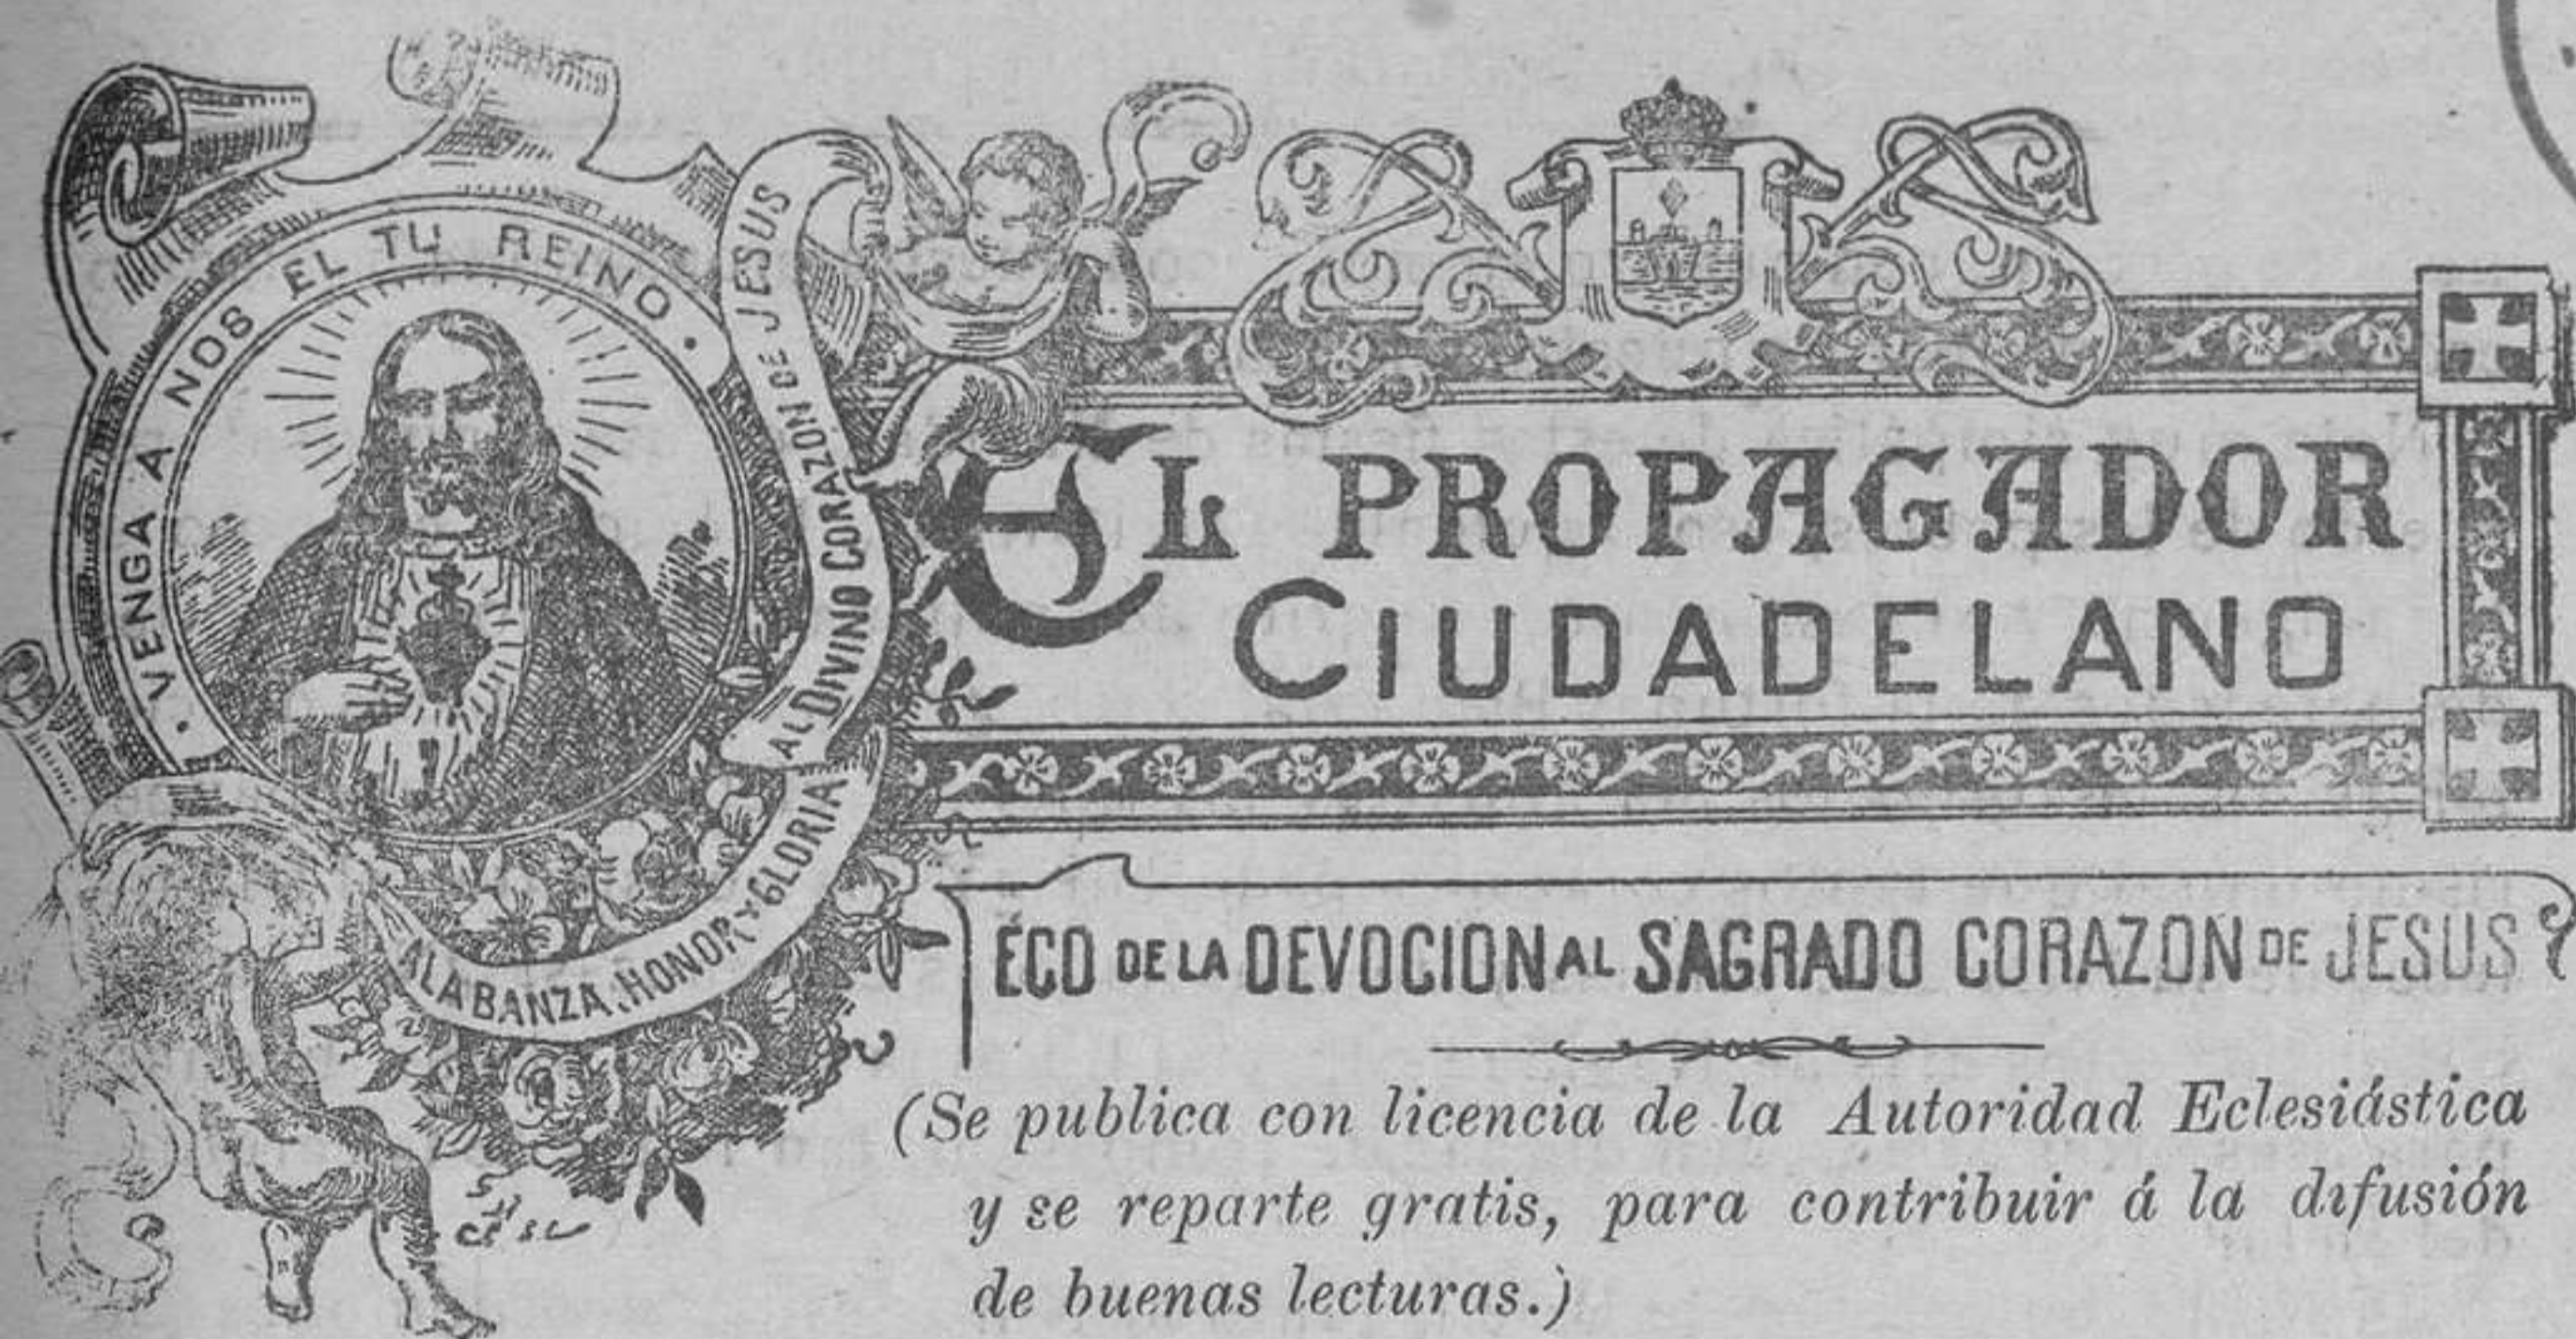 · VENGA A NOS EL TU REINO ·
ALABANZA, HONOR Y GLORIA
AL DIVINO CORAZON DE JESUS
EL PROPAGADOR
CIUDADELANO
ÉCO DE LA DEVOCION AL SAGRADO CORAZON DE JESUS
(Se publica con licencia de la Autoridad Eclesiástica
y se reparte gratis, para contribuir á la difusión
de buenas lecturas.)